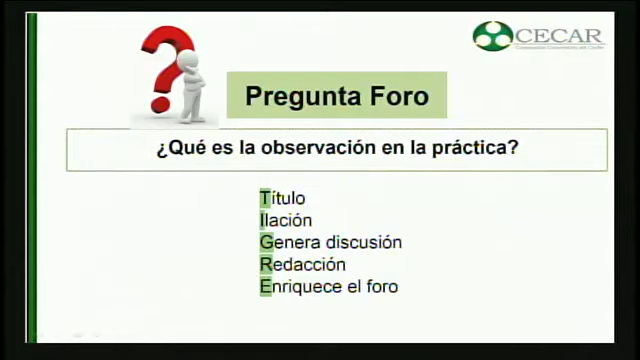 CECAR
Pregunta Foro
¿Qué es la observación en la práctica?
Título
Ilación
Genera discusión
Redacción
Enriquece el foro